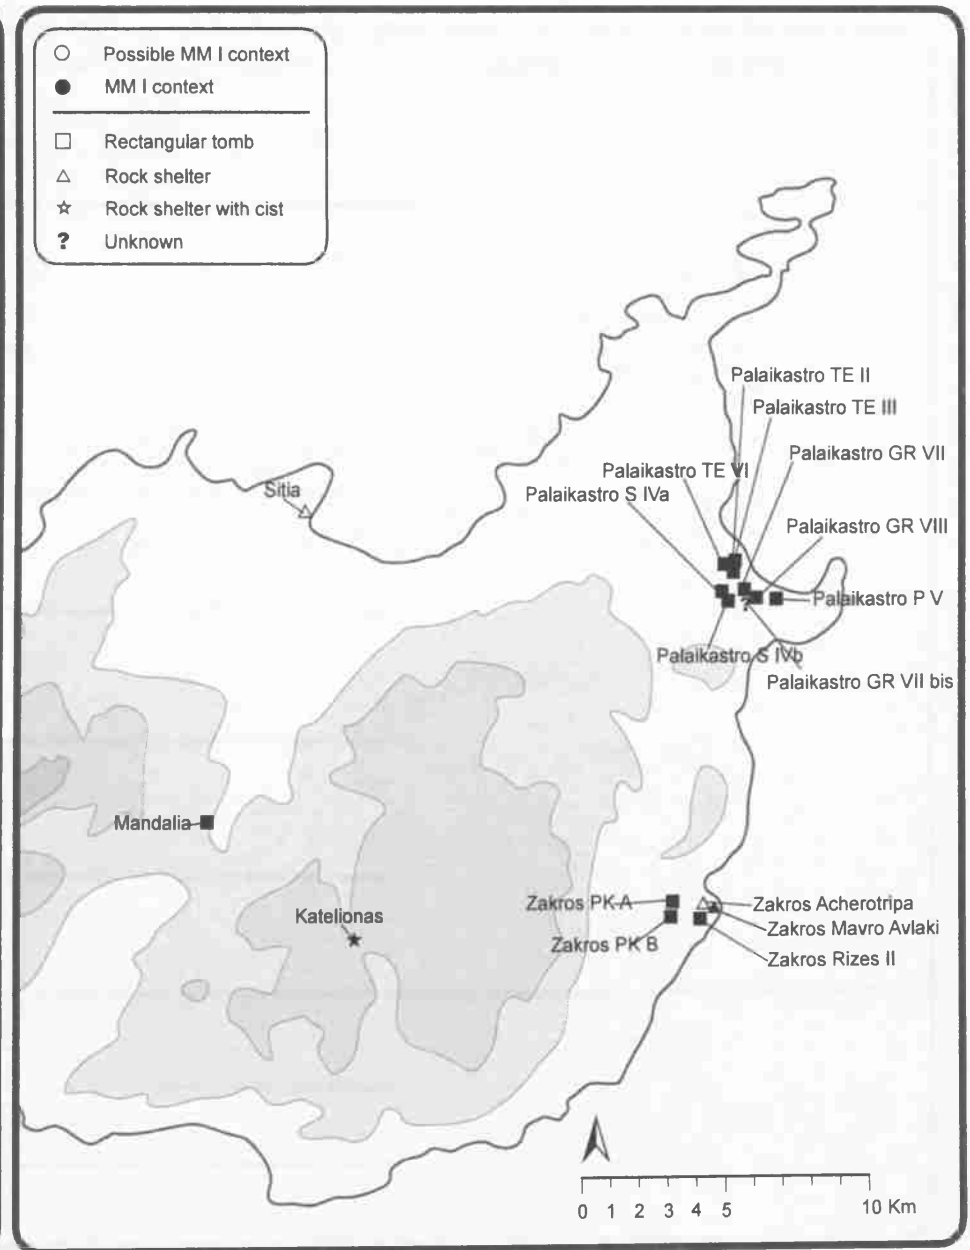 Possible MM I context
MM I context
Rectangular tomb
Rock shelter
Rock shelter with cist
? Unknown
Palaikastro TE II
Palaikastro TE III
Palaikastro GR VII
Palaikastro TE VI
Sitia
Palaikastro S IVa
Palaikastro GR VIII
Palaikastro P V
?
Palaikastro S IVb
Palaikastro GR VII bis
Mandalia
Zakros PK A
Zakros Acherotripa
Katelionas
Zakros Mavro Avlaki
Zakros PK B
Zakros Rizes II
0 1 2 3 4 5 10 Km